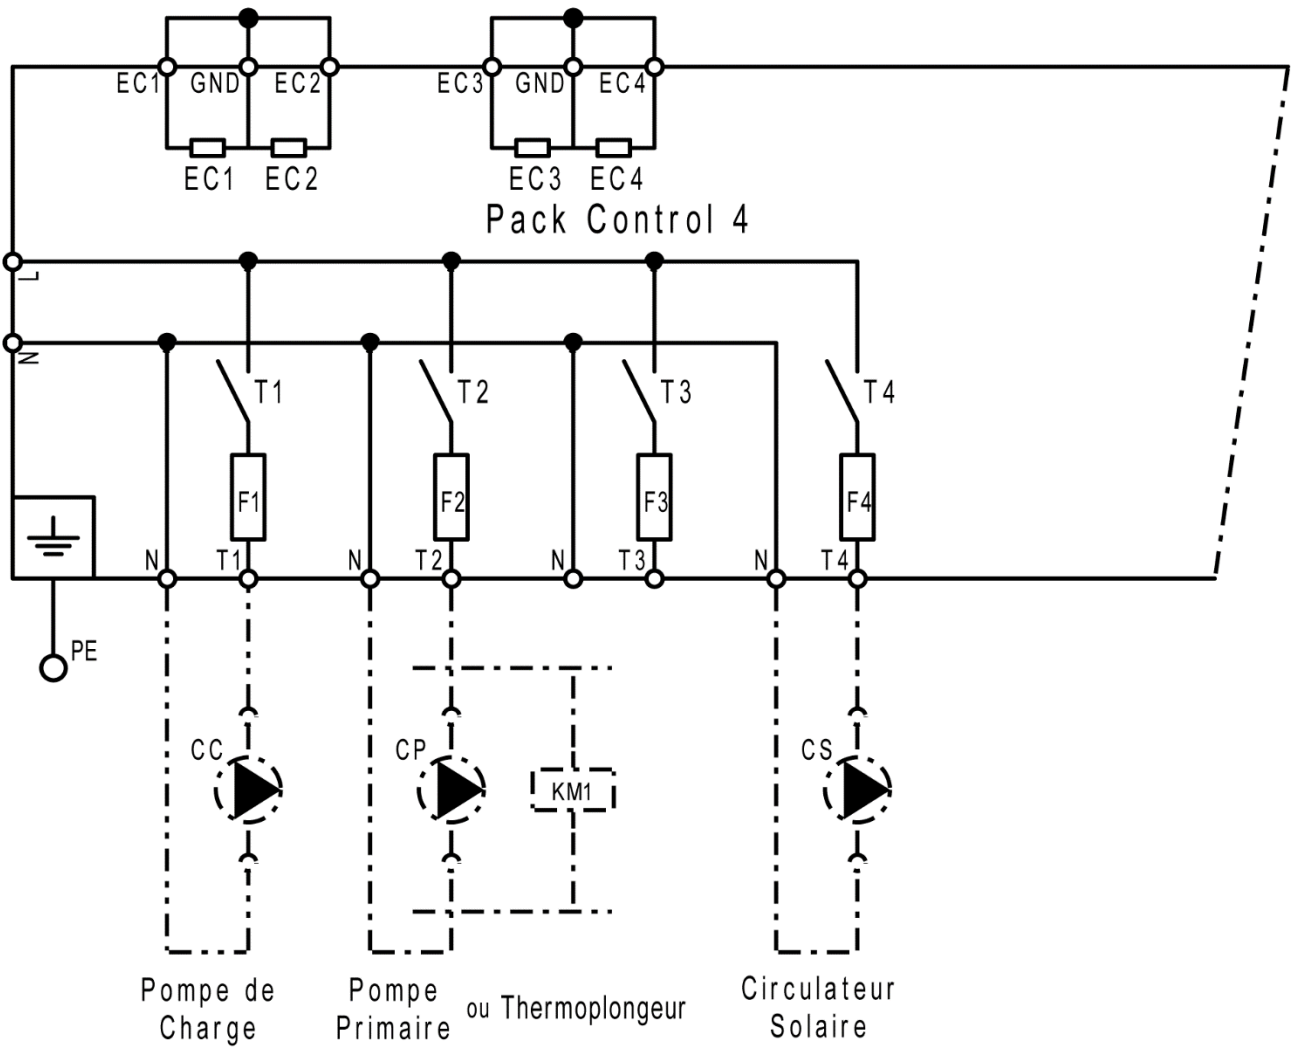 EC1 GND EC2 EC3 GND EC4
EC1 EC2 EC3 EC4
Pack Control 4
L
N
T1 T2 T3 T4
F1 F2 F3 F4
N T1 N T2 N T3 N T4
PE
CC CP CS
KM1
Pompe de
Charge
Pompe
Primaire
ou Thermoplongeur
Circulateur
Solaire